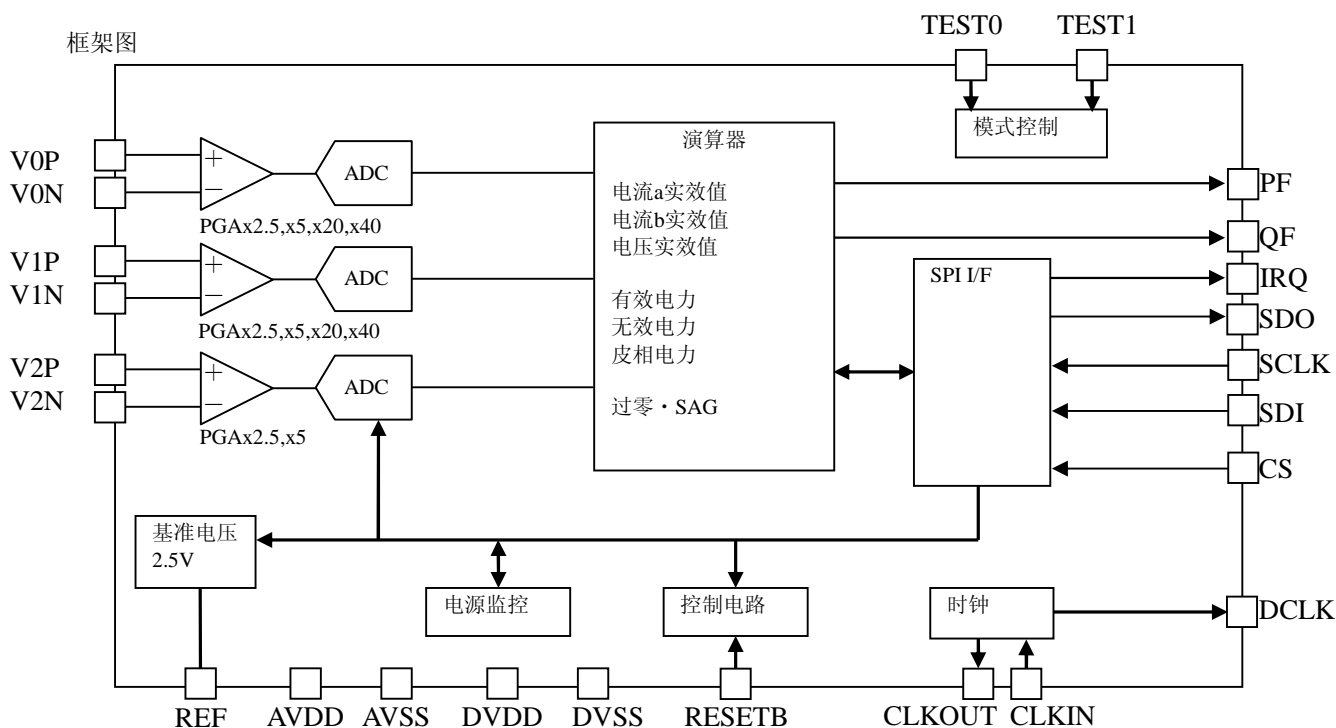 框架图
TEST0
TEST1
模式控制
V0P
V0N
+
−
ADC
PGAx2.5,x5,x20,x40
V1P
V1N
+
−
ADC
PGAx2.5,x5,x20,x40
V2P
V2N
+
−
ADC
PGAx2.5,x5
演算器
电流a实效值
电流b实效值
电压实效值
有效电力
无效电力
皮相电力
过零・SAG
SPI I/F
PF
QF
IRQ
SDO
SCLK
SDI
CS
基准电压
2.5V
电源监控
控制电路
时钟
DCLK
REF
AVDD
AVSS
DVDD
DVSS
RESETB
CLKOUT
CLKIN